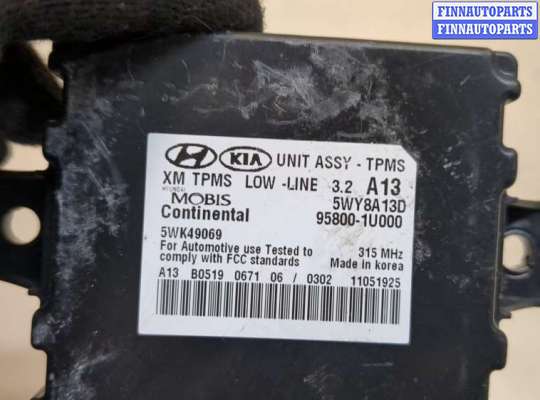 FINNAUTOPARTS
FINNAUTOPARTS
KIA UNIT ASSY - TPMS
XM TPMS LOW -LINE 3.2 A13
HYUNDAI
MOBIS 5WY8A13D
Continental 95800-1U000
5WK49069
For Automotive use Tested to 315 MHz
comply with FCC standards Made in korea
A13 B0519 0671 06 / 0302 11051925